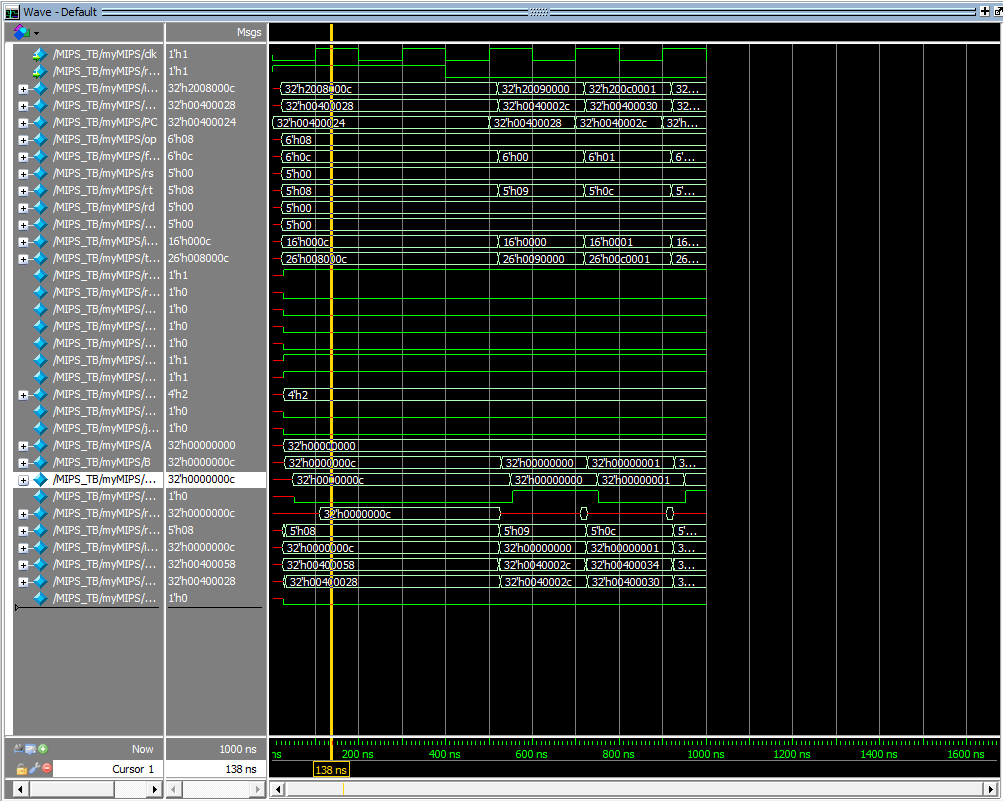 Wave - Default
Msgs
/MIPS_TB/myMIPS/clk 1'h1
/MIPS_TB/myMIPS/r... 1'h1
/MIPS_TB/myMIPS/i... 32'h2008000c 32'h2008000c 32'h20090000 32'h200c0001 32...
/MIPS_TB/myMIPS/... 32'h00400028 32'h00400028 32'h0040002c 32'h00400030 32...
/MIPS_TB/myMIPS/PC 32'h00400024 32'h00400024 32'h00400028 32'h0040002c 32'h...
/MIPS_TB/myMIPS/op 6'h08 6'h08
/MIPS_TB/myMIPS/f... 6'h0c 6'h0c 6'h00 6'h01 6'...
/MIPS_TB/myMIPS/rs 5'h00 5'h00
/MIPS_TB/myMIPS/rt 5'h08 5'h08 5'h09 5'h0c 5'...
/MIPS_TB/myMIPS/rd 5'h00 5'h00
/MIPS_TB/myMIPS/... 5'h00 5'h00
/MIPS_TB/myMIPS/i... 16'h000c 16'h000c 16'h0000 16'h0001 16...
/MIPS_TB/myMIPS/t... 26'h008000c 26'h008000c 26'h0090000 26'h00c0001 26...
/MIPS_TB/myMIPS/r... 1'h1
/MIPS_TB/myMIPS/r... 1'h0
/MIPS_TB/myMIPS/... 1'h0
/MIPS_TB/myMIPS/... 1'h0
/MIPS_TB/myMIPS/... 1'h0
/MIPS_TB/myMIPS/... 1'h1
/MIPS_TB/myMIPS/... 1'h1
/MIPS_TB/myMIPS/... 4'h2 4'h2
/MIPS_TB/myMIPS/... 1'h0
/MIPS_TB/myMIPS/j... 1'h0
/MIPS_TB/myMIPS/A 32'h00000000 32'h00000000
/MIPS_TB/myMIPS/B 32'h0000000c 32'h0000000c 32'h00000000 32'h00000001 3...
/MIPS_TB/myMIPS/... 32'h0000000c 32'h0000000c 32'h00000000 32'h00000001
/MIPS_TB/myMIPS/... 1'h0
/MIPS_TB/myMIPS/r... 32'h0000000c 32'h0000000c
/MIPS_TB/myMIPS/r... 5'h08 5'h08 5'h09 5'h0c 5'...
/MIPS_TB/myMIPS/i... 32'h0000000c 32'h0000000c 32'h00000000 32'h00000001 3...
/MIPS_TB/myMIPS/... 32'h00400058 32'h00400058 32'h0040002c 32'h00400034 3...
/MIPS_TB/myMIPS/... 32'h00400028 32'h00400028 32'h0040002c 32'h00400030 3...
/MIPS_TB/myMIPS/... 1'h0
Now 1000 ns ns 200 ns 400 ns 600 ns 800 ns 1000 ns 1200 ns 1400 ns 1600 ns
Cursor 1 138 ns 138 ns